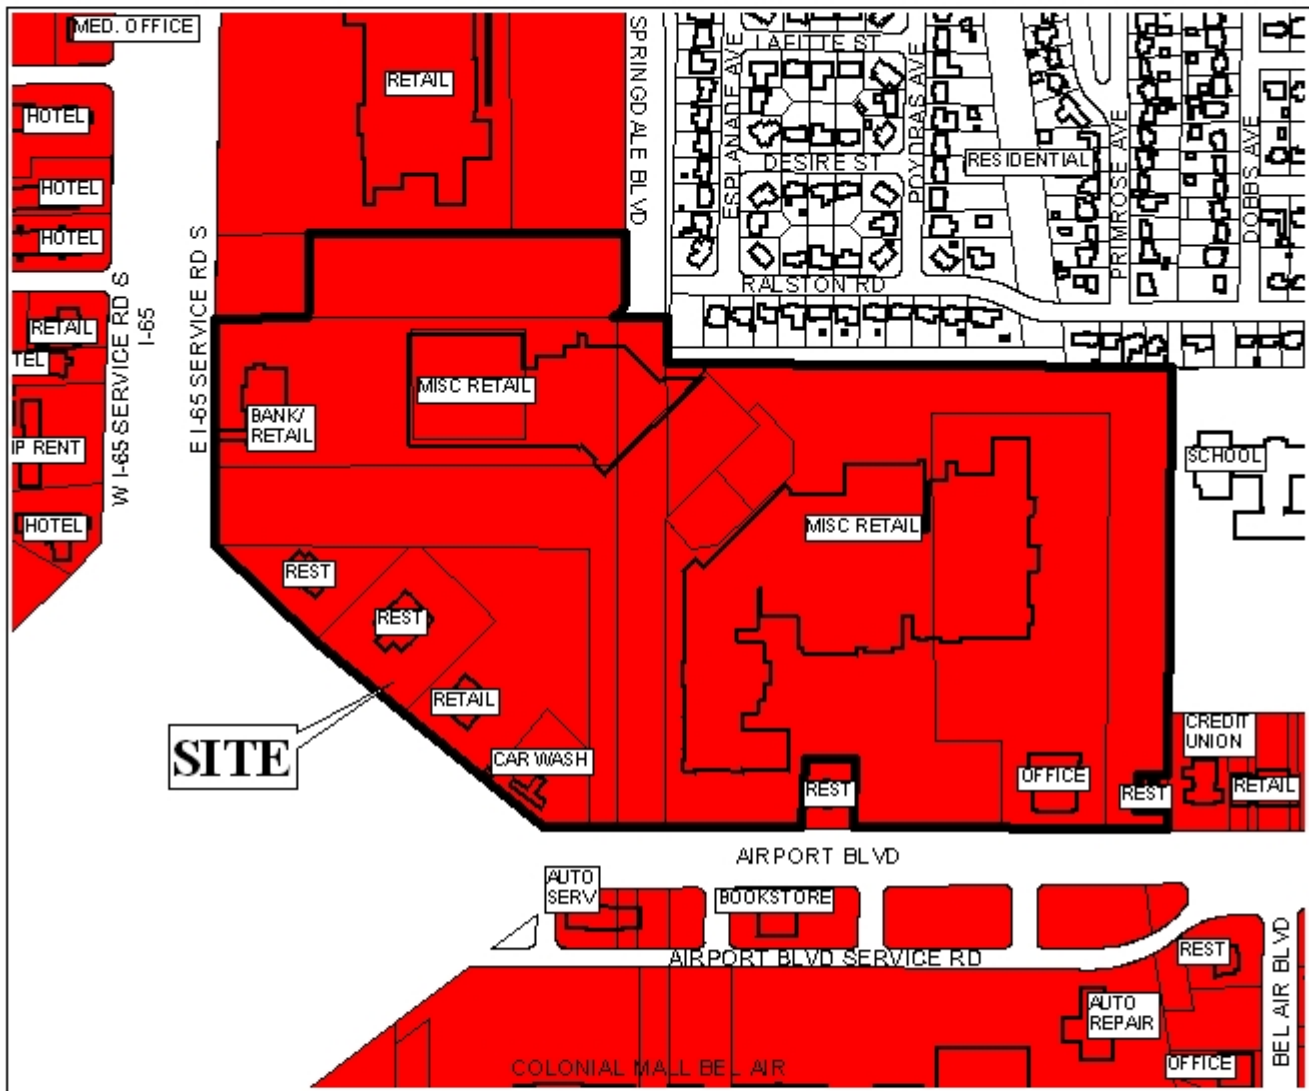 MED. OFFICE
HOTEL
HOTEL
HOTEL
RETAIL
TEL
IP RENT
HOTEL
W I-65 SERVICE RD S
I-65
E I-65 SERVICE RD S
RETAIL
SPRINGDALE BLVD
LAFITTE ST
ESPLANADE AVE
POYDRAS AVE
DESIRE ST
RESIDENTIAL
PRIMROSE AVE
DOBBS AVE
RALSTON RD
BANK/
RETAIL
MISC RETAIL
MISC RETAIL
SCHOOL
REST
REST
RETAIL
CAR WASH
SITE
REST
OFFICE
REST
CREDIT
UNION
RETAIL
AIRPORT BLVD
AUTO
SERV
BOOKSTORE
AIRPORT BLVD SERVICE RD
REST
BEL AIR BLVD
AUTO
REPAIR
OFFICE
COLONIAL MALL BEL AIR